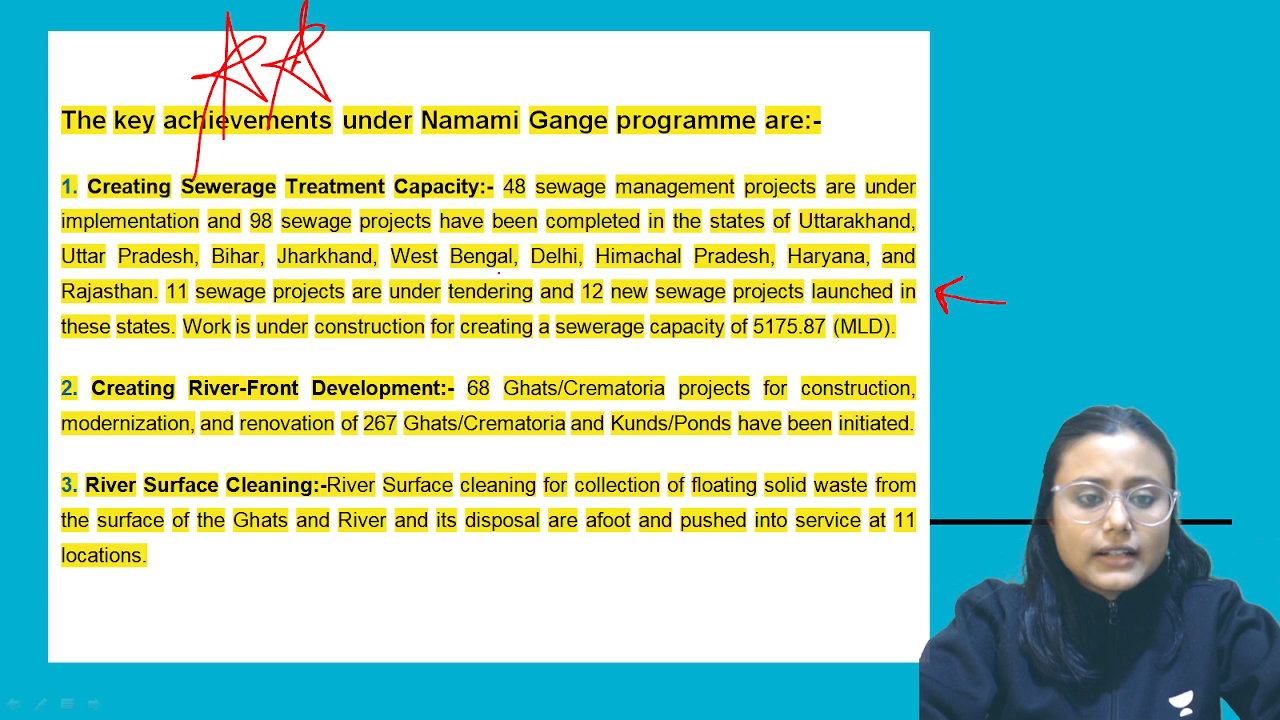 The key achievements under Namami Gange programme are:-
1. Creating Sewerage Treatment Capacity:- 48 sewage management projects are under
implementation and 98 sewage projects have been completed in the states of Uttarakhand,
Uttar Pradesh, Bihar, Jharkhand, West Bengal, Delhi, Himachal Pradesh, Haryana, and
Rajasthan. 11 sewage projects are under tendering and 12 new sewage projects launched in
these states. Work is under construction for creating a sewerage capacity of 5175.87 (MLD).
2. Creating River-Front Development:- 68 Ghats/Crematoria projects for construction,
modernization, and renovation of 267 Ghats/Crematoria and Kunds/Ponds have been initiated.
3. River Surface Cleaning:-River Surface cleaning for collection of floating solid waste from
the surface of the Ghats and River and its disposal are afoot and pushed into service at 11
locations.